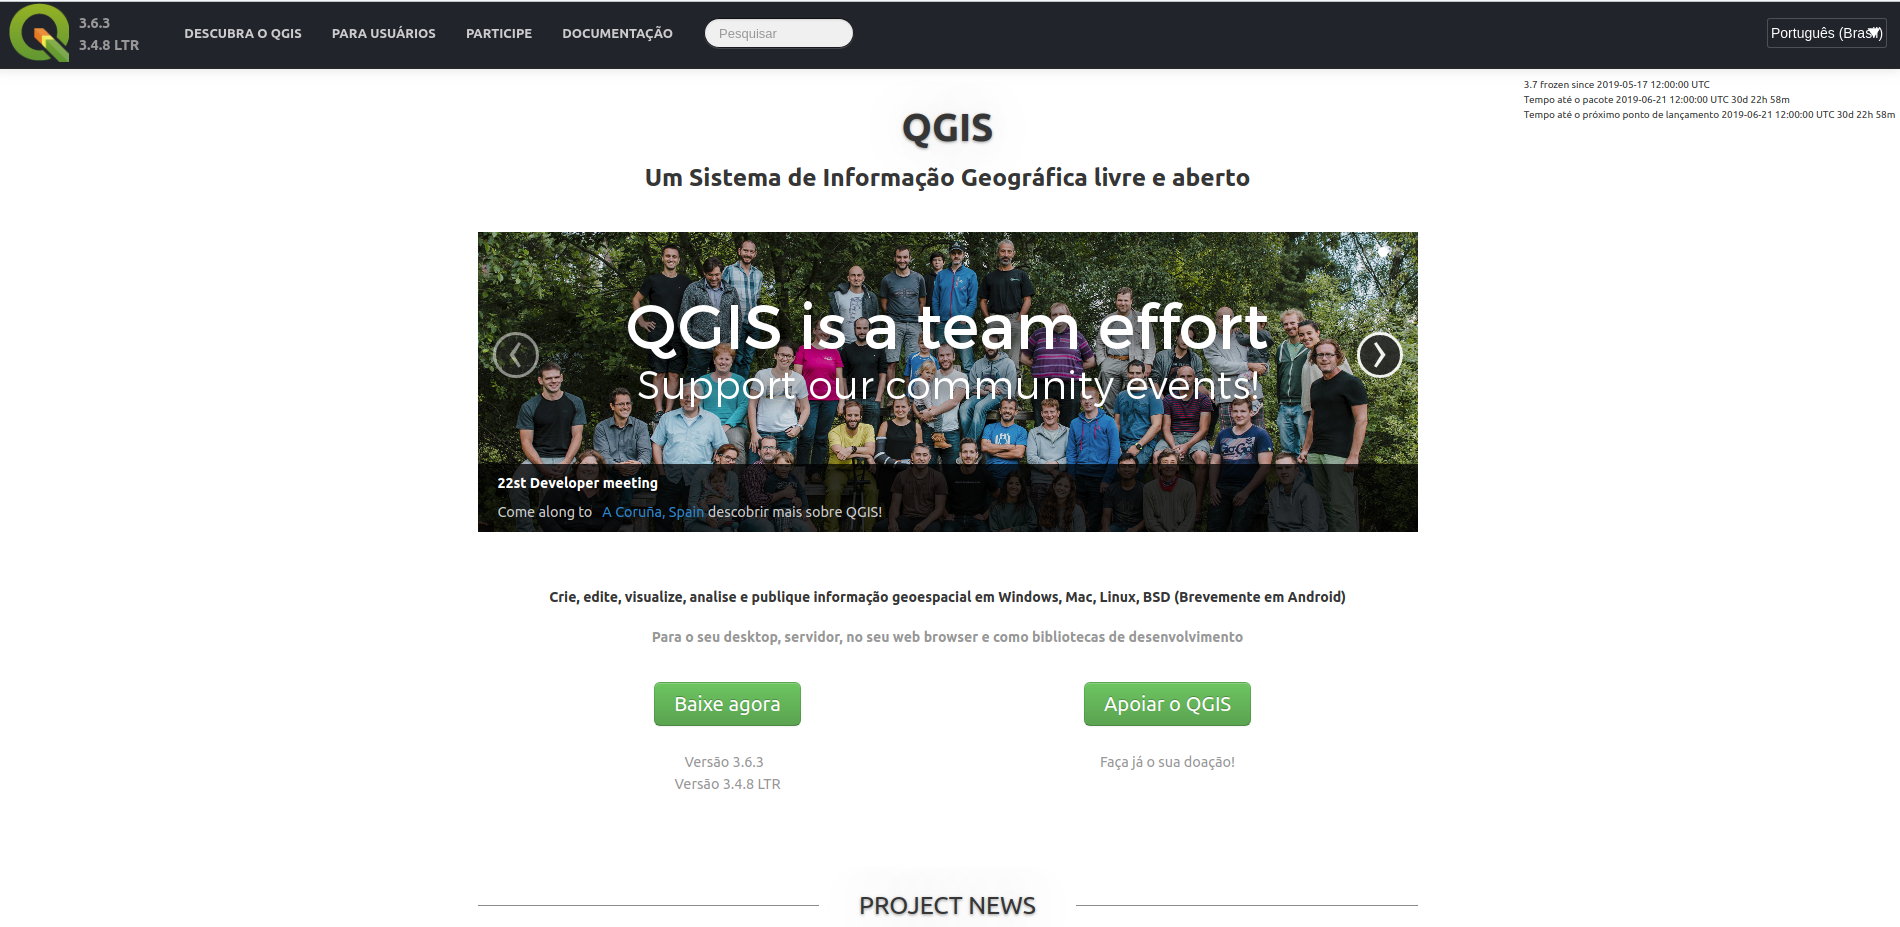 3.6.3
3.4.8 LTR
DESCUBRA O QGIS PARA USUÁRIOS PARTICIPE DOCUMENTAÇÃO Pesquisar Português (Brasil)
3.7 frozen since 2019-05-17 12:00:00 UTC
Tempo até o pacote 2019-06-21 12:00:00 UTC 30d 22h 58m
Tempo até o próximo ponto de lançamento 2019-06-21 12:00:00 UTC 30d 22h 58m
QGIS
Um Sistema de Informação Geográfica livre e aberto
QGIS is a team effort
Support our community events!
22st Developer meeting
Come along to A Coruña, Spain descobrir mais sobre QGIS!
Crie, edite, visualize, analise e publique informação geoespacial em Windows, Mac, Linux, BSD (Brevemente em Android)
Para o seu desktop, servidor, no seu web browser e como bibliotecas de desenvolvimento
Baixe agora Apoiar o QGIS
Versão 3.6.3 Faça já o sua doação!
Versão 3.4.8 LTR
PROJECT NEWS